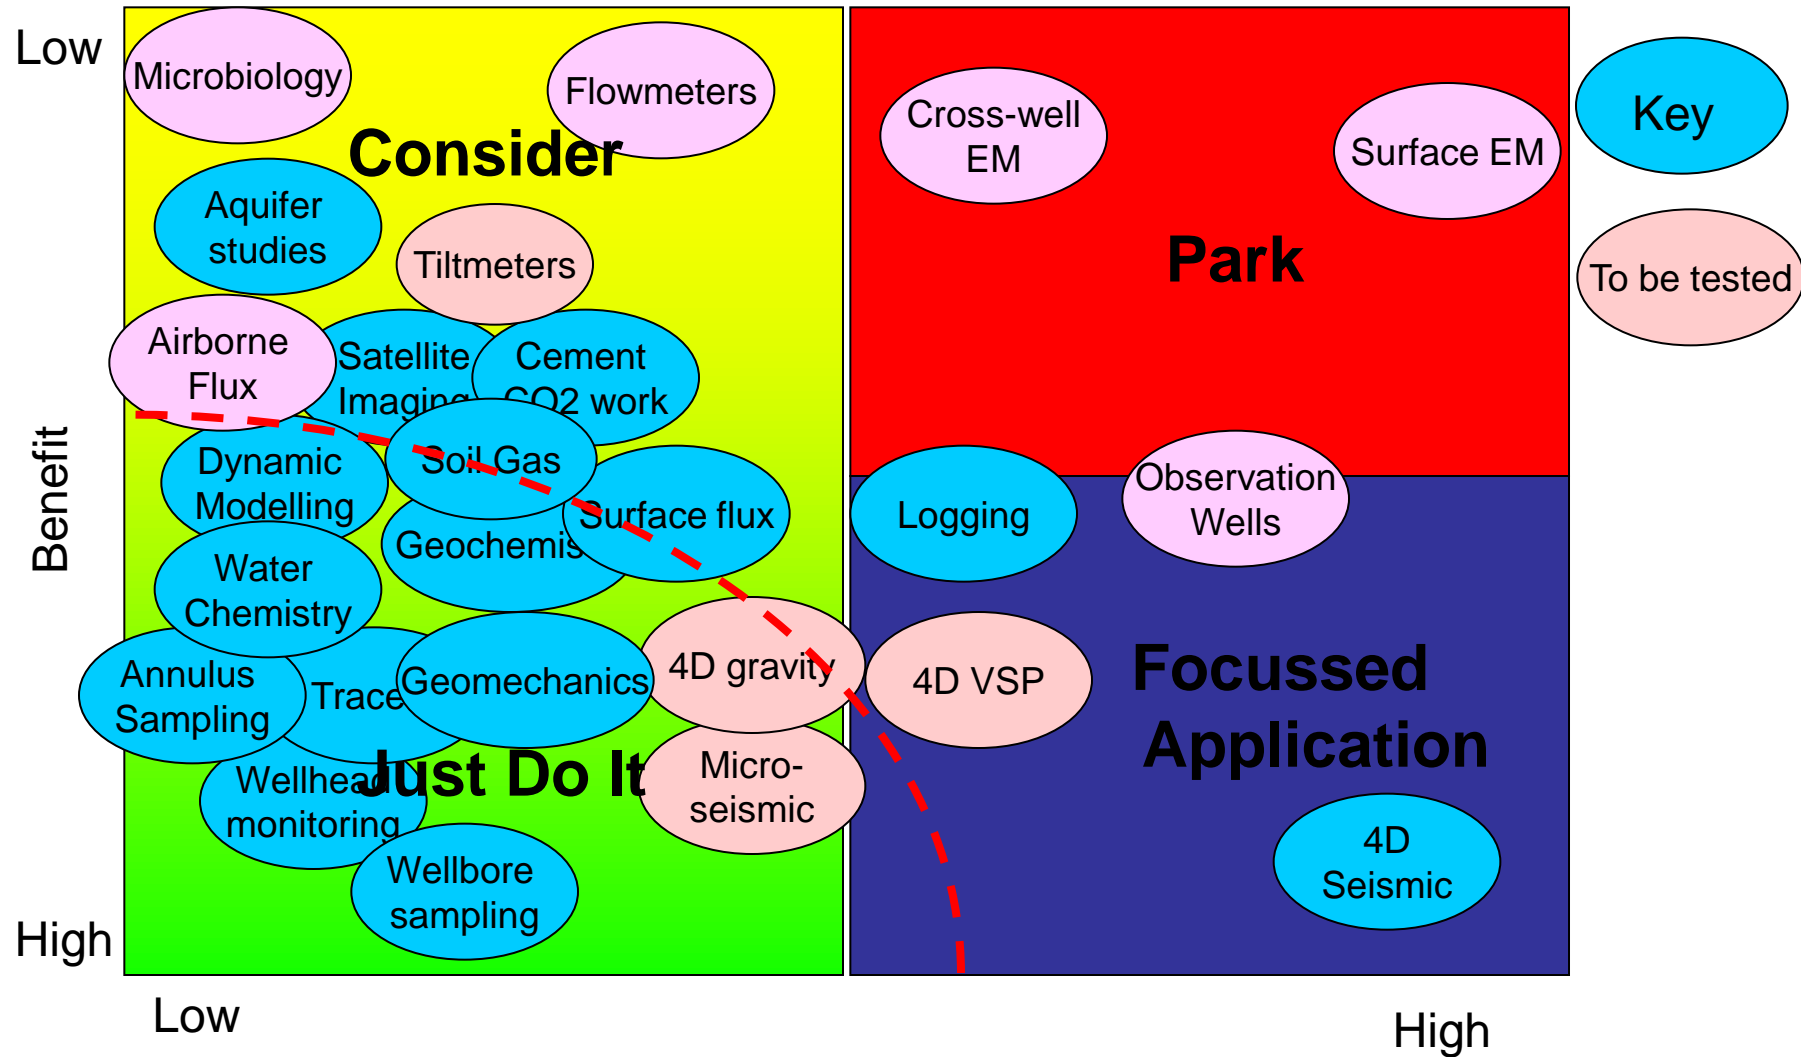 Low
Microbiology
Flowmeters
Consider
Cross-well
EM
Surface EM
Key
Aquifer
studies
Tiltmeters
Park
To be tested
Airborne
Flux
Satellite
Imaging
Cement
CO2 work
Benefit
Dynamic
Modelling
Soil Gas
Surface flux
Geochemis
Logging
Observation
Wells
Water
Chemistry
Annulus
Sampling
Trace
Geomechanics
4D gravity
4D VSP
Focussed
Application
Just Do It
Wellhead
monitoring
Micro-
seismic
Wellbore
sampling
4D
Seismic
High
Low
High